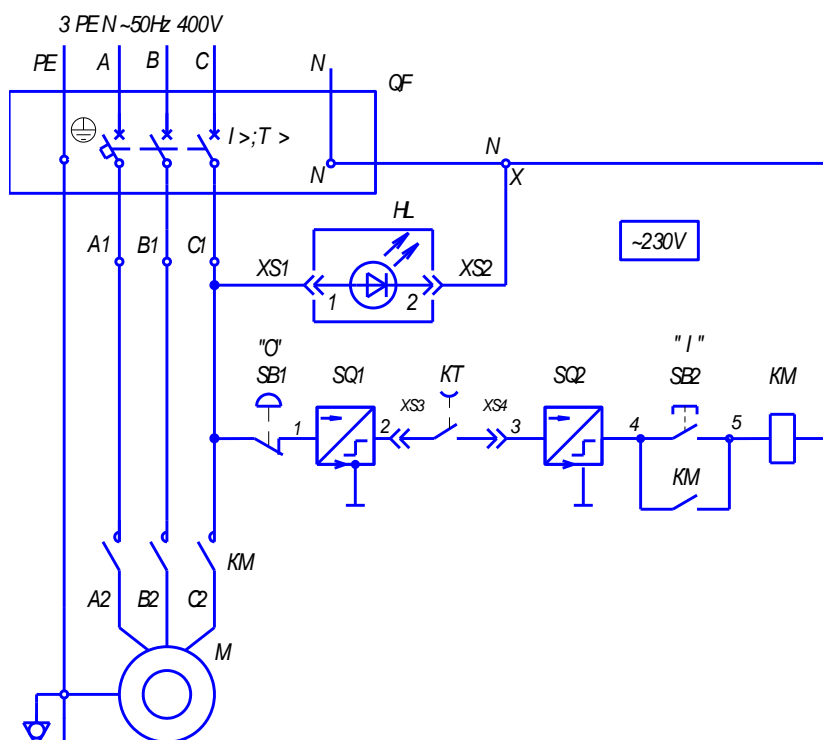 3 PEN ~50Hz 400V
PE A B C N QF
I >;T >
N N
X
A1 B1 C1 HL
XS1 1 2 XS2
~230V
"O" "I"
SB1 SQ1 KT SQ2 SB2 KM
1 2 XS3 XS4 3 4 5
KM
KM
A2 B2 C2
M